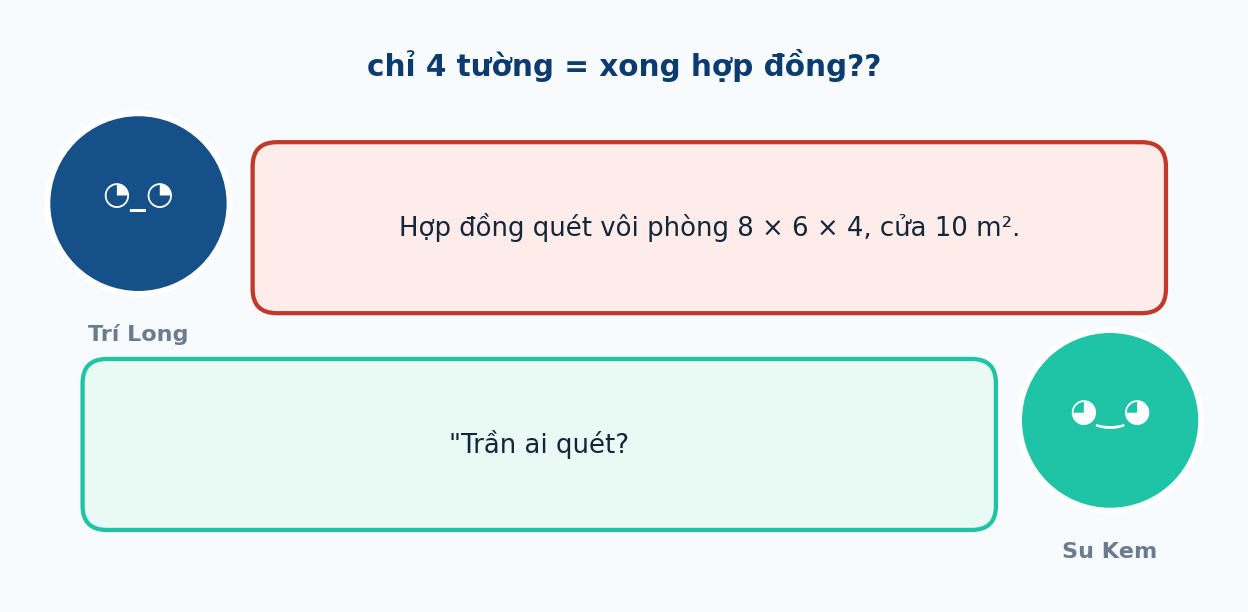 chỉ 4 tường = xong hợp đồng??
Hợp đồng quét vôi phòng 8 × 6 × 4, cửa 10 m².
Trí Long
"Trần ai quét?
Su Kem